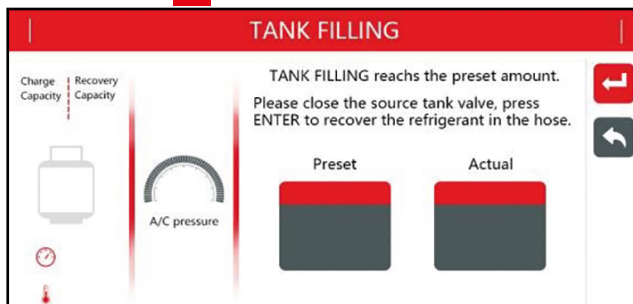 TANK FILLING
Charge Capacity
Recovery Capacity
A/C pressure
TANK FILLING reachs the preset amount.
Please close the source tank valve, press
ENTER to recover the refrigerant in the hose.
Preset
Actual